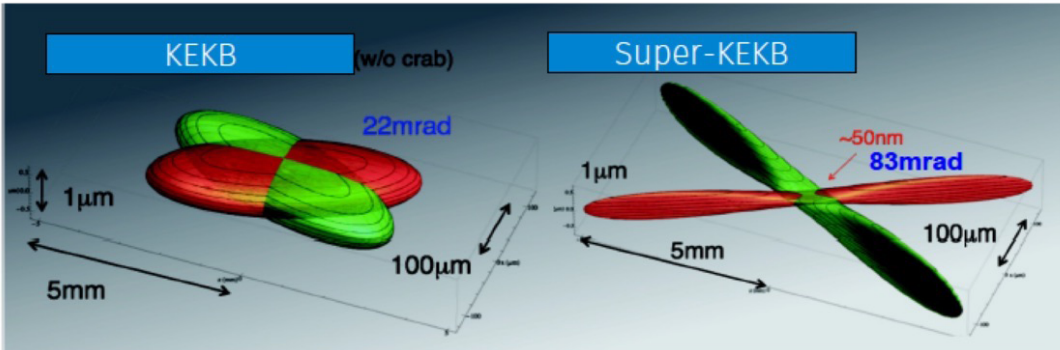 KEKB
(w/o crab)
22mrad
1μm
5mm
100μm
Super-KEKB
~50nm
83mrad
1μm
5mm
100μm